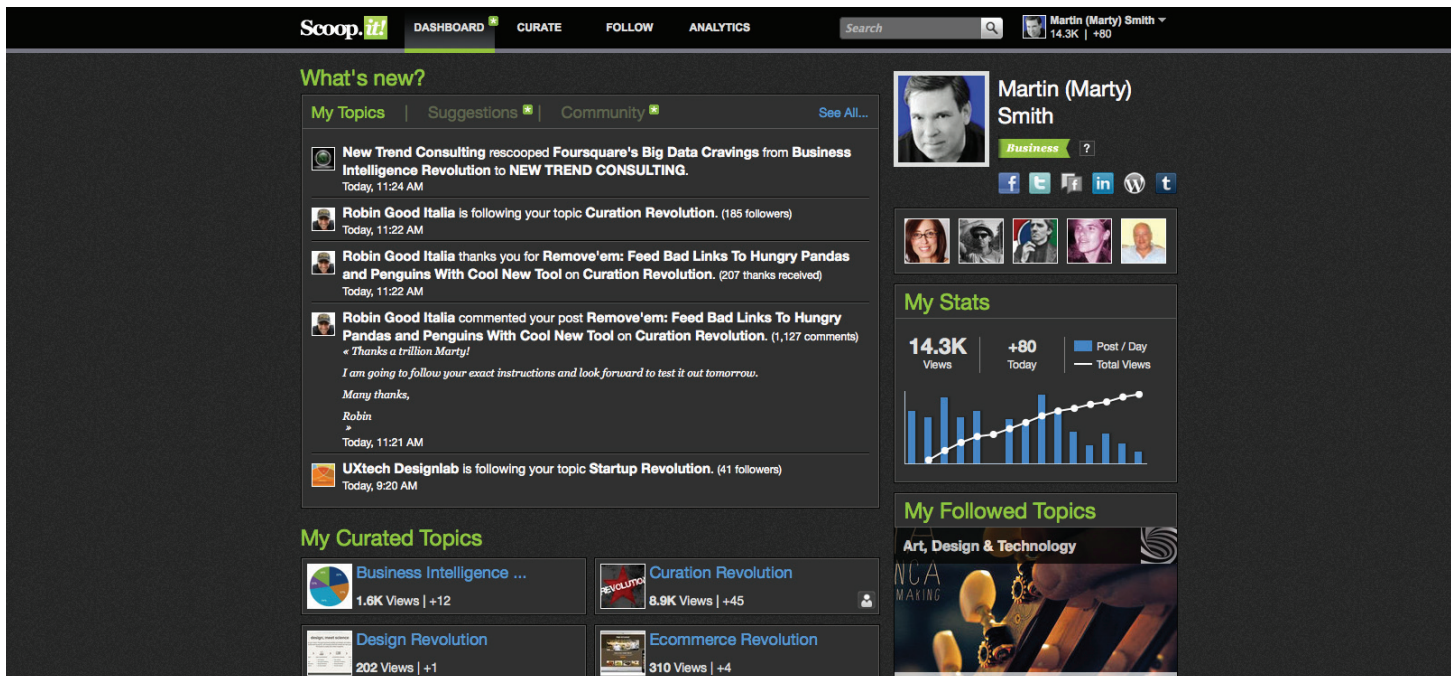 Scoop.it!
DASHBOARD
CURATE
FOLLOW
ANALYTICS
Search
Martin (Marty) Smith
14.3K | +80
What's new?
My Topics | Suggestions | Community
See All...
New Trend Consulting rescooped Foursquare's Big Data Cravings from Business
Intelligence Revolution to NEW TREND CONSULTING.
Today, 11:24 AM
Robin Good Italia is following your topic Curation Revolution. (185 followers)
Today, 11:22 AM
Robin Good Italia thanks you for Remove'em: Feed Bad Links To Hungry Pandas
and Penguins With Cool New Tool on Curation Revolution. (207 thanks received)
Today, 11:22 AM
Robin Good Italia commented your post Remove'em: Feed Bad Links To Hungry
Pandas and Penguins With Cool New Tool on Curation Revolution. (1,127 comments)
« Thanks a trillion Marty!
I am going to follow your exact instructions and look forward to test it out tomorrow.
Many thanks,
Robin
»
Today, 11:21 AM
UXtech Designlab is following your topic Startup Revolution. (41 followers)
Today, 9:20 AM
My Curated Topics
Business Intelligence ...
1.6K Views | +12
REVOLUTION
Curation Revolution
8.9K Views | +45
design, meet science
Design Revolution
202 Views | +1
Ecommerce Revolution
310 Views | +4
Martin (Marty)
Smith
Business
?
My Stats
14.3K
Views
+80
Today
Post / Day
Total Views
My Followed Topics
Art, Design & Technology
NCA
MAKING